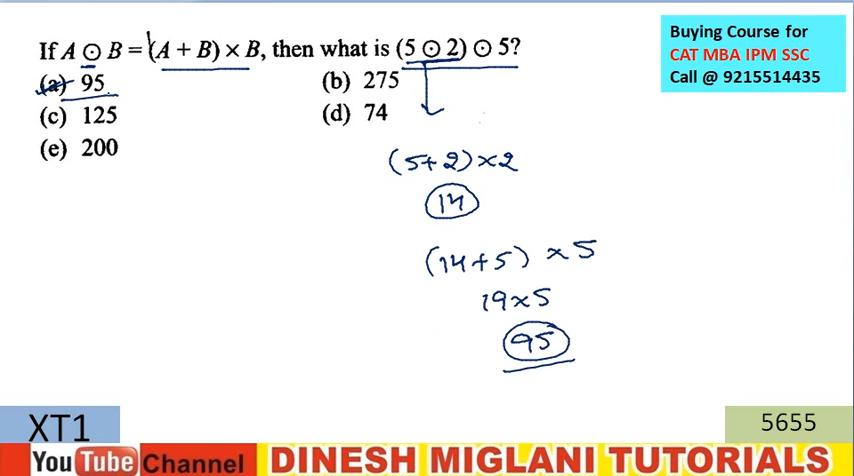 If A ⊙ B = (A + B) × B, then what is (5 ⊙ 2) ⊙ 5?
(a) 95 (b) 275
(c) 125 (d) 74
(e) 200
(5+2)×2
14
(14+5) ×5
19×5
95
Buying Course for
CAT MBA IPM SSC
Call @ 9215514435
XT1
5655
YouTube Channel DINESH MIGLANI TUTORIALS